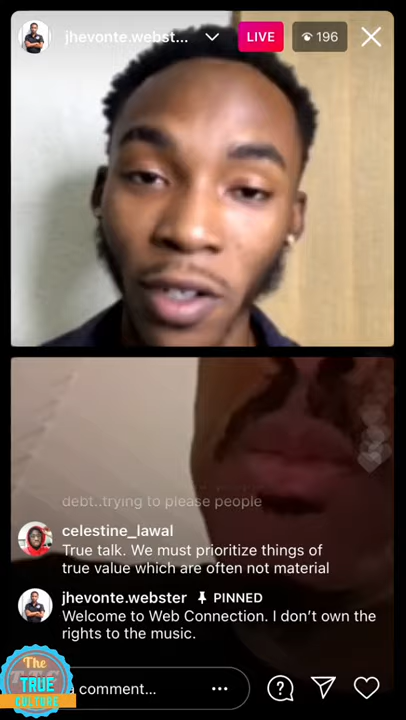 jhevonte.webst...
LIVE
196
debt..trying to please people
celestine_lawal
True talk. We must prioritize things of
true value which are often not material
jhevonte.webster PINNED
Welcome to Web Connection. I don't own the
rights to the music.
a comment...
The
TRUE
CULTURE